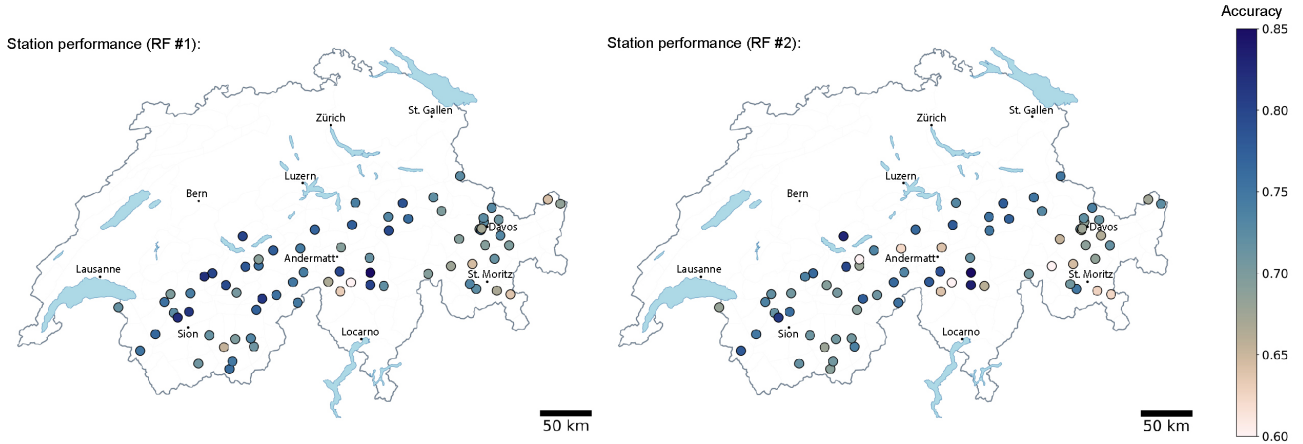 Station performance (RF #1):
St. Gallen
Zürich
Luzern
Bern
Davos
Andermatt
Lausanne
St. Moritz
Sion
Locarno
50 km
Station performance (RF #2):
St. Gallen
Zürich
Luzern
Bern
Davos
Andermatt
Lausanne
St. Moritz
Sion
Locarno
50 km
Accuracy
0.85
0.80
0.75
0.70
0.65
0.60